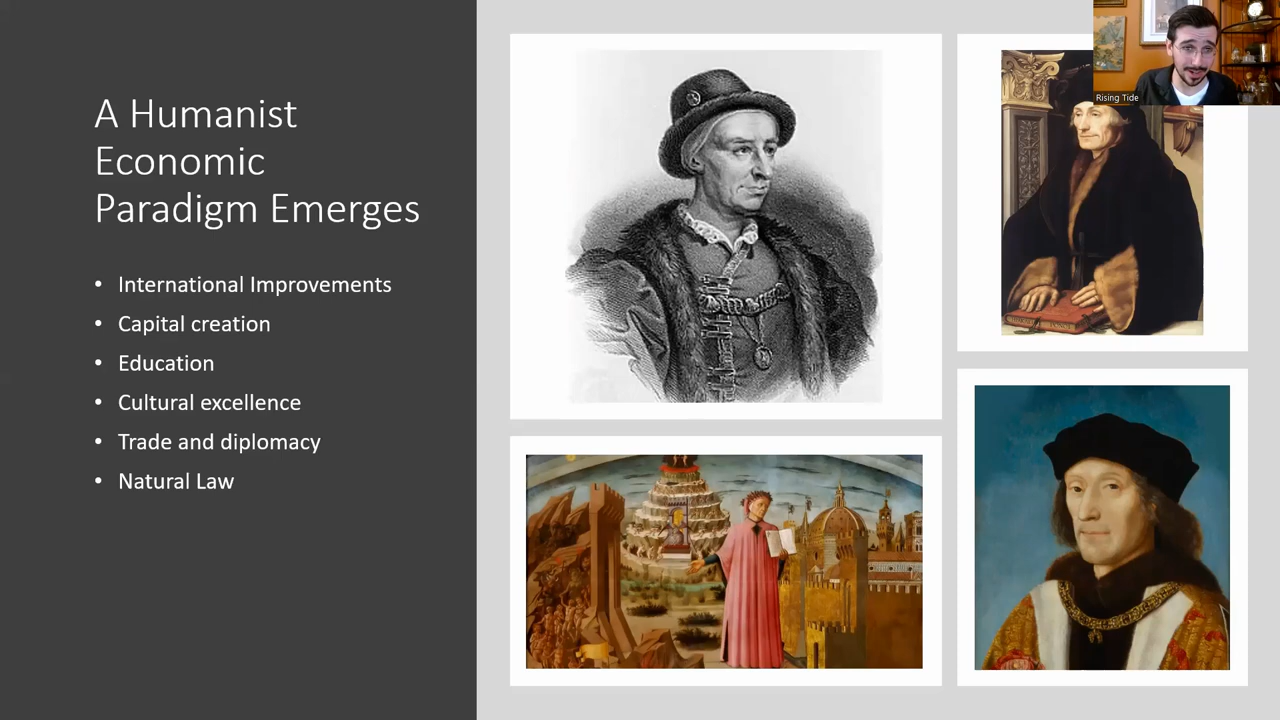 A Humanist
Economic
Paradigm Emerges
• International Improvements
• Capital creation
• Education
• Cultural excellence
• Trade and diplomacy
• Natural Law
Rising Tide